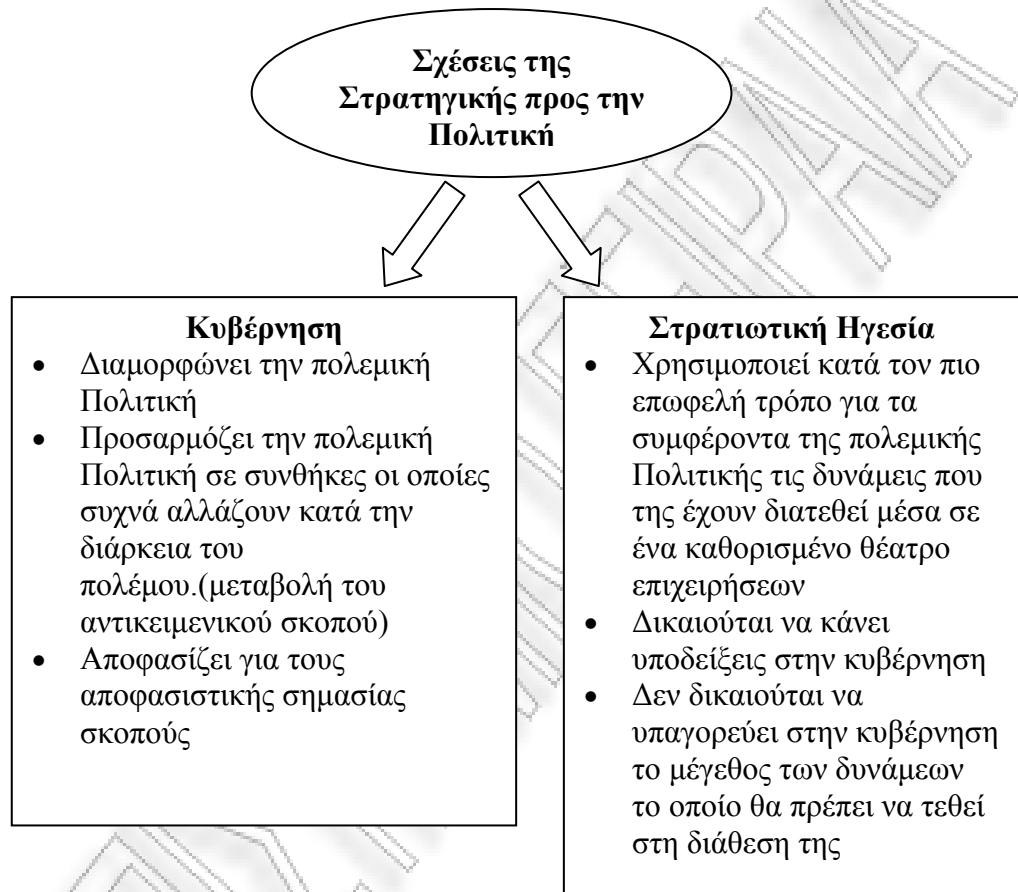 Σχέσεις της
Στρατηγικής προς την
Πολιτική
Κυβέρνηση
• Διαμορφώνει την πολεμική
Πολιτική
• Προσαρμόζει την πολεμική
Πολιτική σε συνθήκες οι οποίες
συχνά αλλάζουν κατά την
διάρκεια του
πολέμου.(μεταβολή του
αντικειμενικού σκοπού)
• Αποφασίζει για τους
αποφασιστικής σημασίας
σκοπούς
Στρατιωτική Ηγεσία
• Χρησιμοποιεί κατά τον πιο
επωφελή τρόπο για τα
συμφέροντα της πολεμικής
Πολιτικής τις δυνάμεις που
της έχουν διατεθεί μέσα σε
ένα καθορισμένο θέατρο
επιχειρήσεων
• Δικαιούται να κάνει
υποδείξεις στην κυβέρνηση
• Δεν δικαιούται να
υπαγορεύει στην κυβέρνηση
το μέγεθος των δυνάμεων
το οποίο θα πρέπει να τεθεί
στη διάθεση της